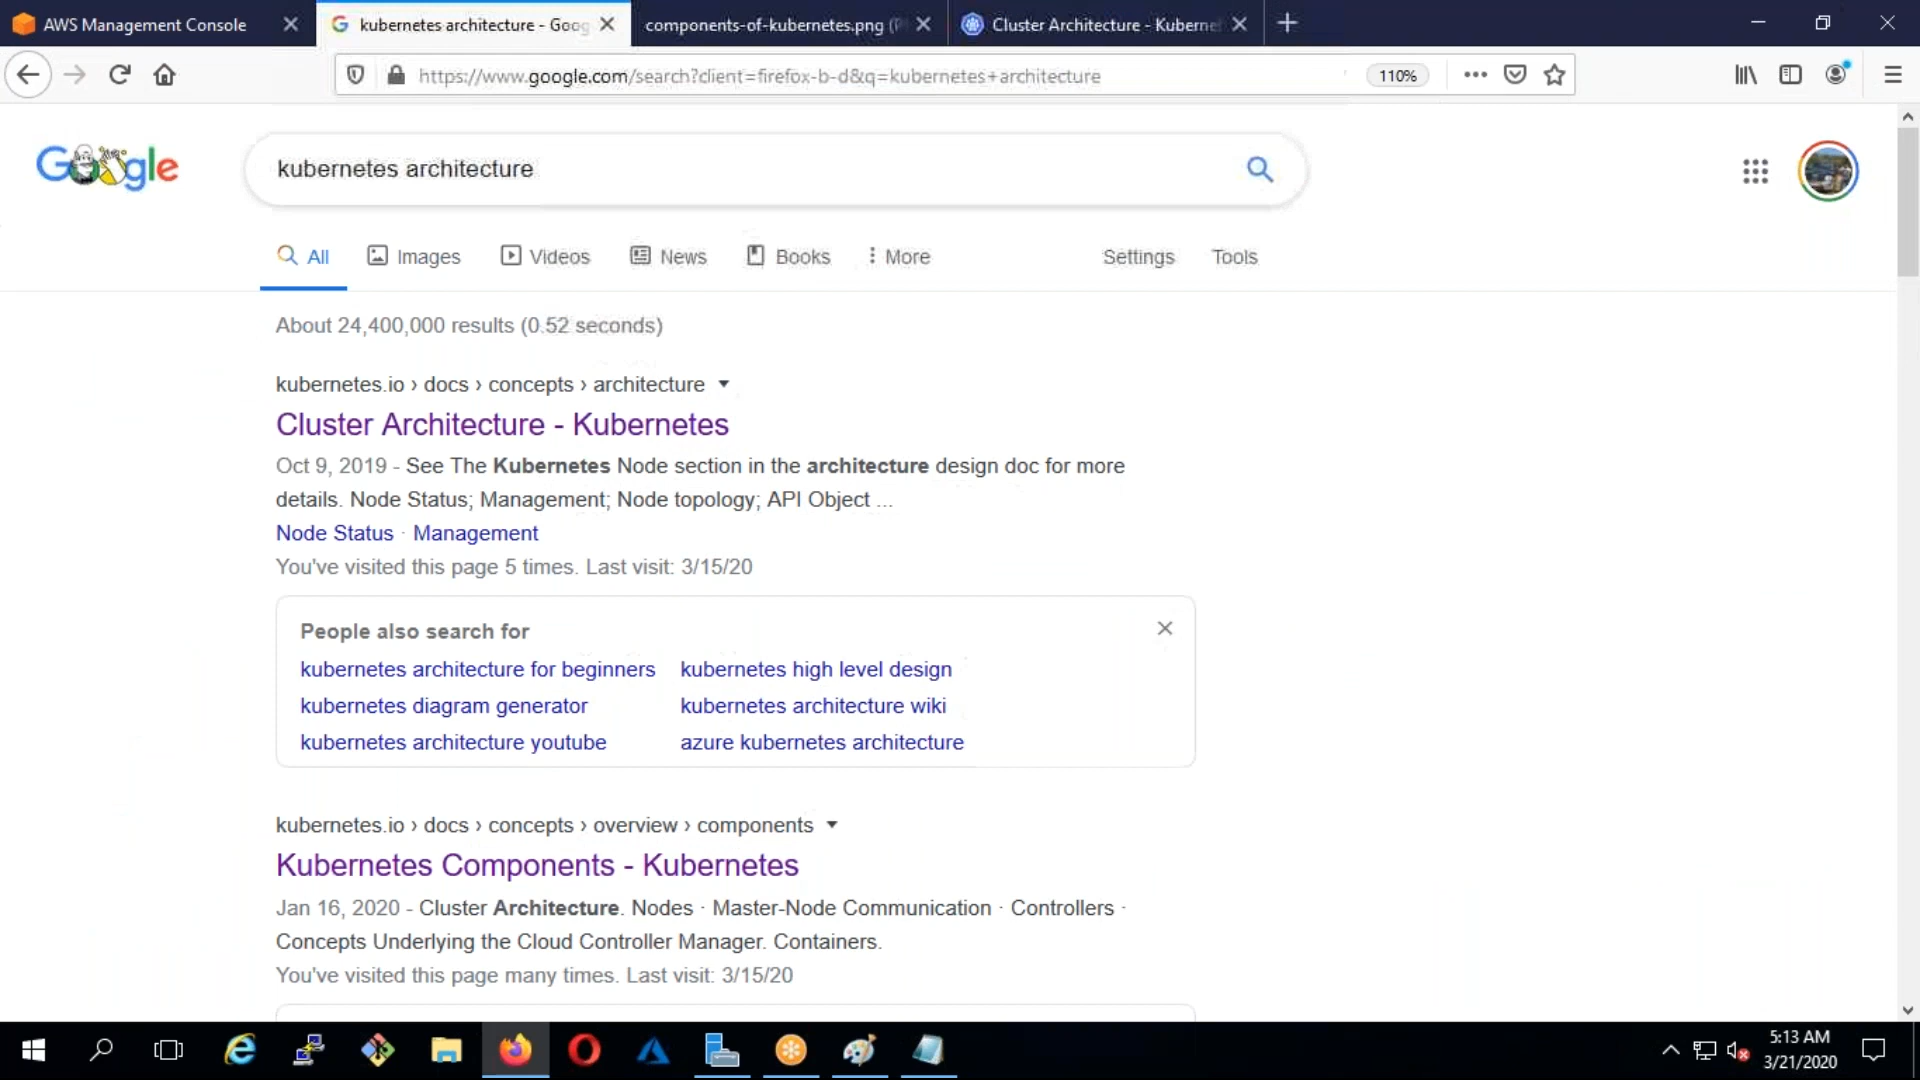 AWS Management Console
kubernetes architecture - Goog
components-of-kubernetes.png (P
Cluster Architecture - Kuberne
https://www.google.com/search?client=firefox-b-d&q=kubernetes+architecture
110%
Google
kubernetes architecture
All
Images
Videos
News
Books
More
Settings
Tools
About 24,400,000 results (0.52 seconds)
kubernetes.io › docs › concepts › architecture
Cluster Architecture - Kubernetes
Oct 9, 2019 - See The Kubernetes Node section in the architecture design doc for more
details. Node Status; Management; Node topology; API Object ...
Node Status · Management
You've visited this page 5 times. Last visit: 3/15/20
People also search for
kubernetes architecture for beginners
kubernetes high level design
kubernetes diagram generator
kubernetes architecture wiki
kubernetes architecture youtube
azure kubernetes architecture
kubernetes.io › docs › concepts › overview › components
Kubernetes Components - Kubernetes
Jan 16, 2020 - Cluster Architecture. Nodes · Master-Node Communication · Controllers ·
Concepts Underlying the Cloud Controller Manager. Containers.
You've visited this page many times. Last visit: 3/15/20
5:13 AM
3/21/2020